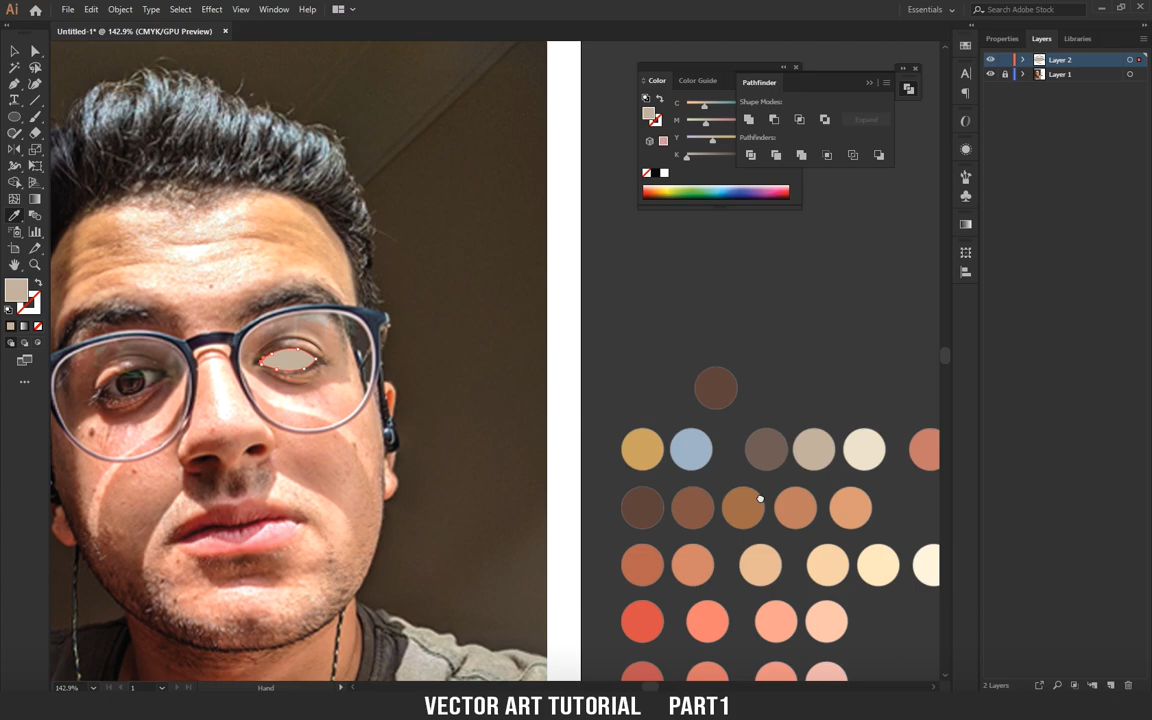 Ai File Edit Object Type Select Effect View Window Help Essentials Search Adobe Stock
Untitled-1* @ 142.9% (CMYK/GPU Preview) ×
Properties Layers Libraries
Layer 2
Layer 1
Color Color Guide
C
M
Y
K
Pathfinder
Shape Modes:
Expand
Pathfinders:
142.9% 1 Hand
2 Layers
VECTOR ART TUTORIAL PART1